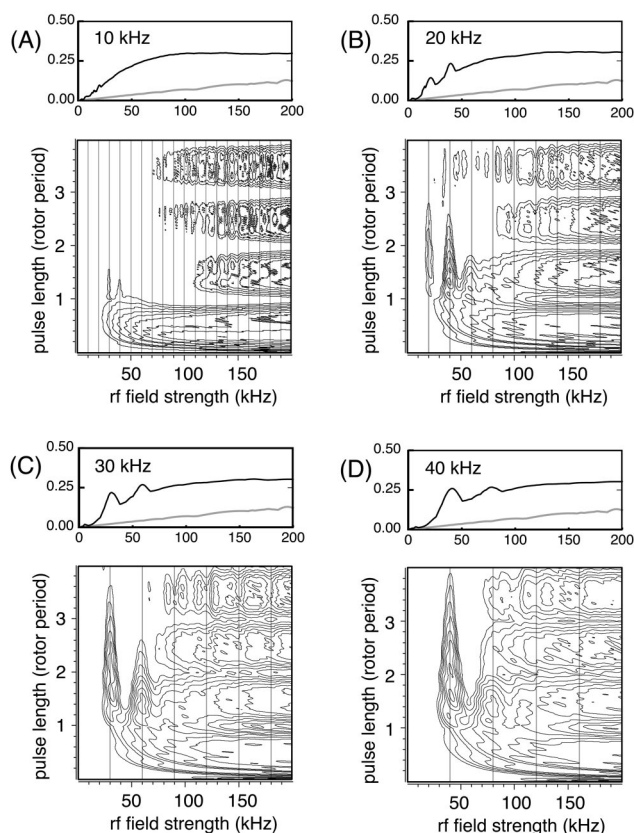 (A)
10 kHz
0.50
0.25
0.00
0 50 100 150 200
pulse length (rotor period)
3
2
1
50 100 150
rf field strength (kHz)
(B)
20 kHz
0.50
0.25
0.00
0 50 100 150 200
pulse length (rotor period)
3
2
1
50 100 150
rf field strength (kHz)
(C)
30 kHz
0.50
0.25
0.00
0 50 100 150 200
pulse length (rotor period)
3
2
1
50 100 150
rf field strength (kHz)
(D)
40 kHz
0.50
0.25
0.00
0 50 100 150 200
pulse length (rotor period)
3
2
1
50 100 150
rf field strength (kHz)